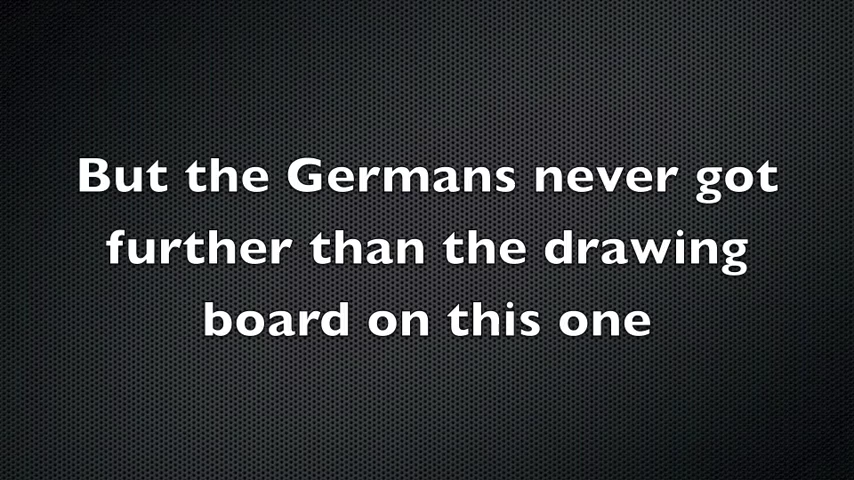 But the Germans never got
further than the drawing
board on this one